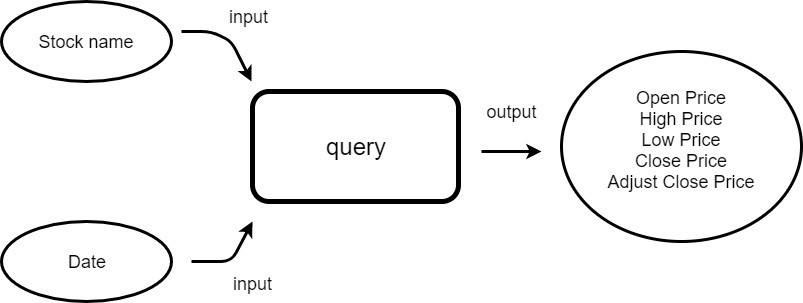 input
Stock name
query
output
Open Price
High Price
Low Price
Close Price
Adjust Close Price
Date
input